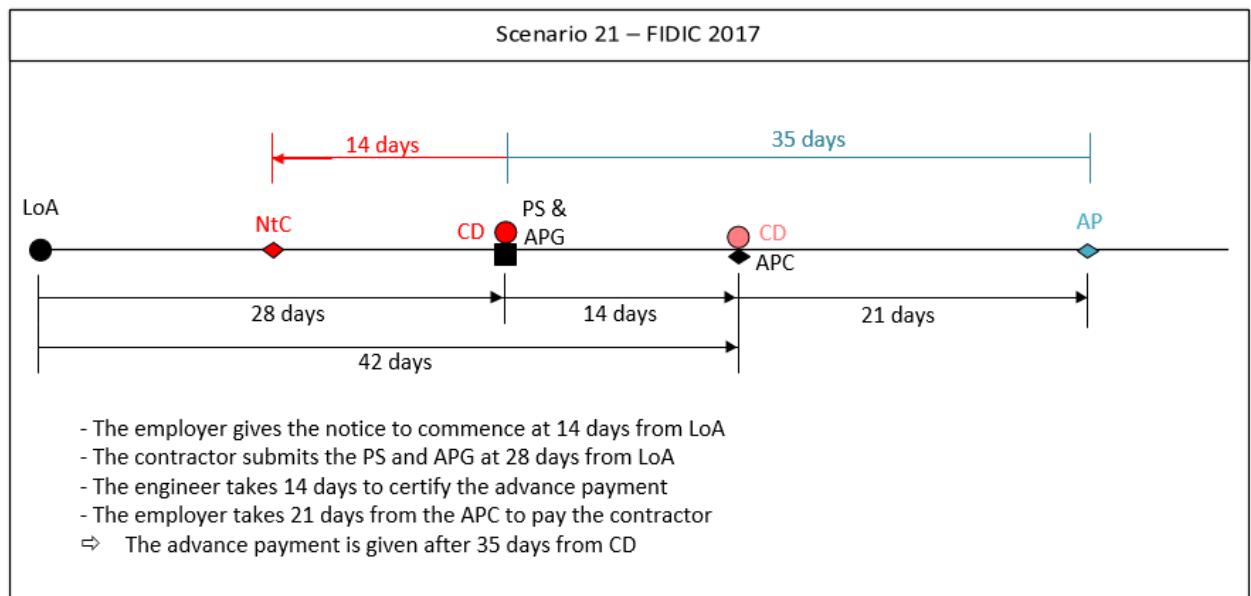 Scenario 21 – FIDIC 2017
14 days
35 days
LoA
NtC
CD
PS &
APG
CD
APC
AP
28 days
14 days
21 days
42 days
- The employer gives the notice to commence at 14 days from LoA
- The contractor submits the PS and APG at 28 days from LoA
- The engineer takes 14 days to certify the advance payment
- The employer takes 21 days from the APC to pay the contractor
⇨ The advance payment is given after 35 days from CD